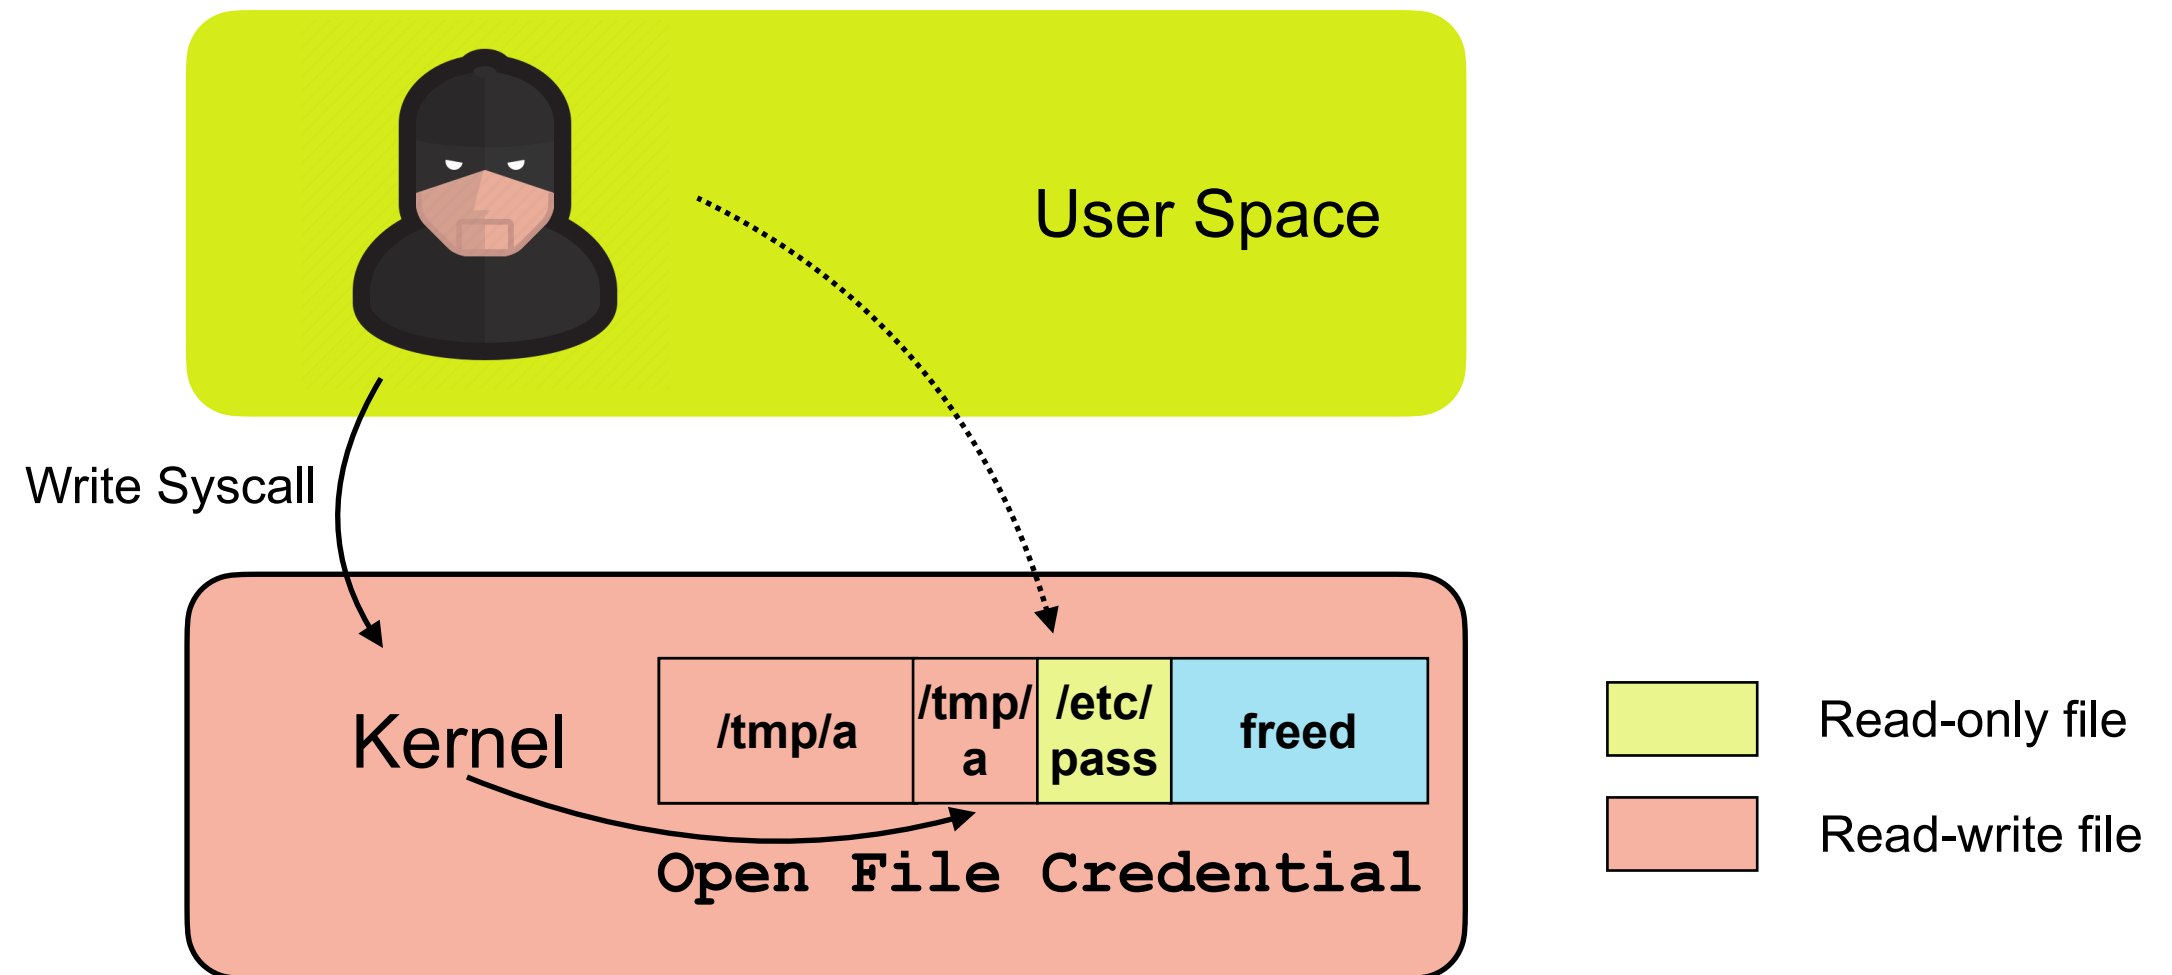 User Space
Write Syscall
Kernel
/tmp/a
/tmp/
a
/etc/
pass
freed
Open File Credential
Read-only file
Read-write file